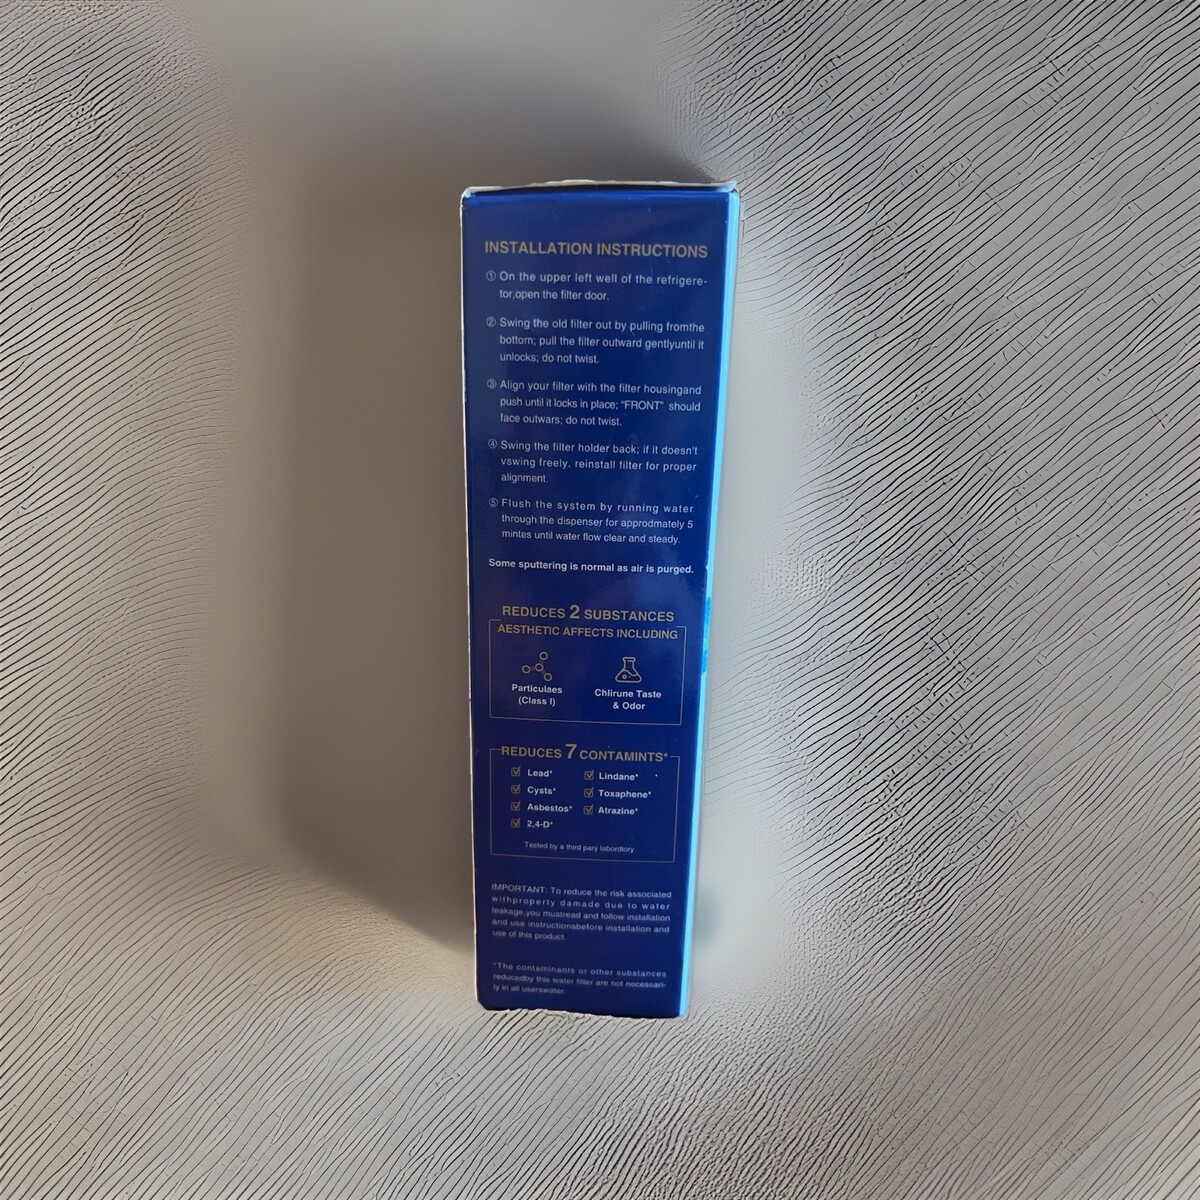 INSTALLATION INSTRUCTIONS
① On the upper left well of the refrigere-
tor,open the filter door.
② Swing the old filter out by pulling fromthe
bottom; pull the filter outward gentlyuntil it
unlocks; do not twist.
③ Align your filter with the filter housingand
push until it locks in place; "FRONT" should
face outwars; do not twist.
④ Swing the filter holder back; if it doesn't
vswing freely. reinstall filter for proper
alignment.
⑤ Flush the system by running water
through the dispenser for approdmately 5
mintes until water flow clear and steady.
Some sputtering is normal as air is purged.
REDUCES 2 SUBSTANCES
AESTHETIC AFFECTS INCLUDING
Particulaes
(Class I)
Chlirune Taste
& Odor
REDUCES 7 CONTAMINTS*
Lead*
Cysts*
Asbestos*
2,4-D*
Lindane*
Toxaphene*
Atrazine*
Tested by a third pary labordtory
IMPORTANT: To reduce the risk associated
withproperty damade due to water
leakage,you mustread and follow installation
and use instructionsbefore installation and
use of this product.
*The contaminants or other substances
reducedby this water filter are not necessari-
ly in all userswater.